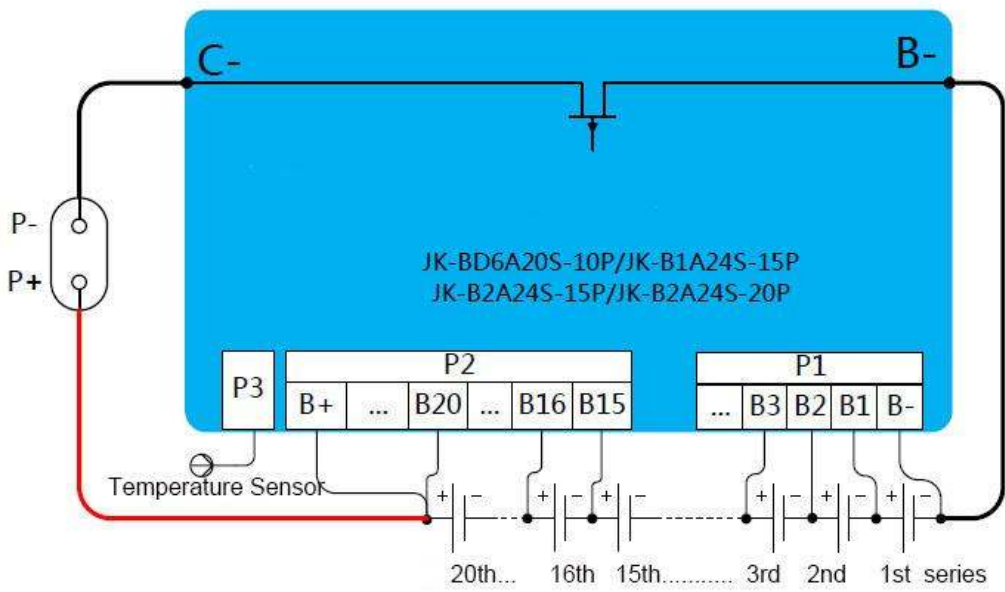 C- B-
P-
P+
JK-BD6A20S-10P/JK-B1A24S-15P
JK-B2A24S-15P/JK-B2A24S-20P
P3
P2
B+ ... B20 ... B16 B15
P1
... B3 B2 B1 B-
Temperature Sensor
+ - + - + - + - + - + -
20th... 16th 15th........... 3rd 2nd 1st series